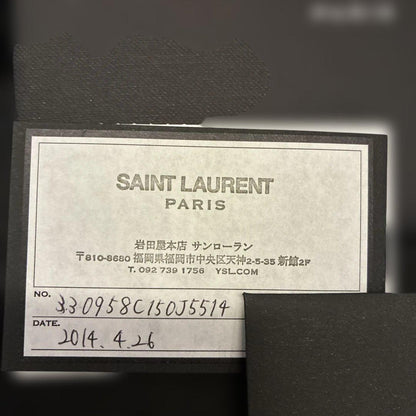 SAINT LAURENT
PARIS
岩田屋本店 サンローラン
〒810-8680 福岡県福岡市中央区天神2-5-35 新館2F
T. 092 739 1756 YSL.COM
NO. 330958C150J5514
DATE. 2014. 4. 26